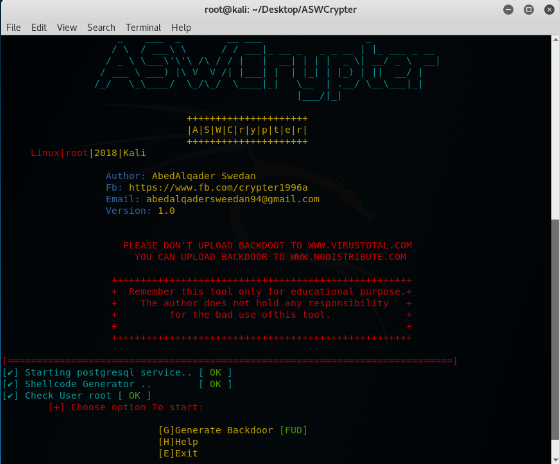 root@kali: ~/Desktop/ASWCrypter
File Edit View Search Terminal Help
ASWCrypter
++++++++++++++++++++++
|A|S|W|C|r|y|p|t|e|r|
++++++++++++++++++++++
Linux|root|2018|Kali
Author: AbedAlqader Swedan
Fb: https://www.fb.com/crypter1996a
Email: abedalqadersweedan94@gmail.com
Version: 1.0
PLEASE DON'T UPLOAD BACKDOOT TO WWW.VIRUSTOTAL.COM
YOU CAN UPLOAD BACKDOOR TO WWW.NODISTRIBUTE.COM
++++++++++++++++++++++++++++++++++++++++++++++++++++++
+ Remember this tool only for educational purpose.+
+ The author does not hold any responsibility +
+ for the bad use ofthis tool. +
+ +
++++++++++++++++++++++++++++++++++++++++++++++++++++++
|===============================================================================]
[✔] Starting postgresql service.. [ OK ]
[✔] Shellcode Generator .. [ OK ]
[✔] Check User root [ OK ]
[+] Choose option To start:
[G]Generate Backdoor [FUD]
[H]Help
[E]Exit